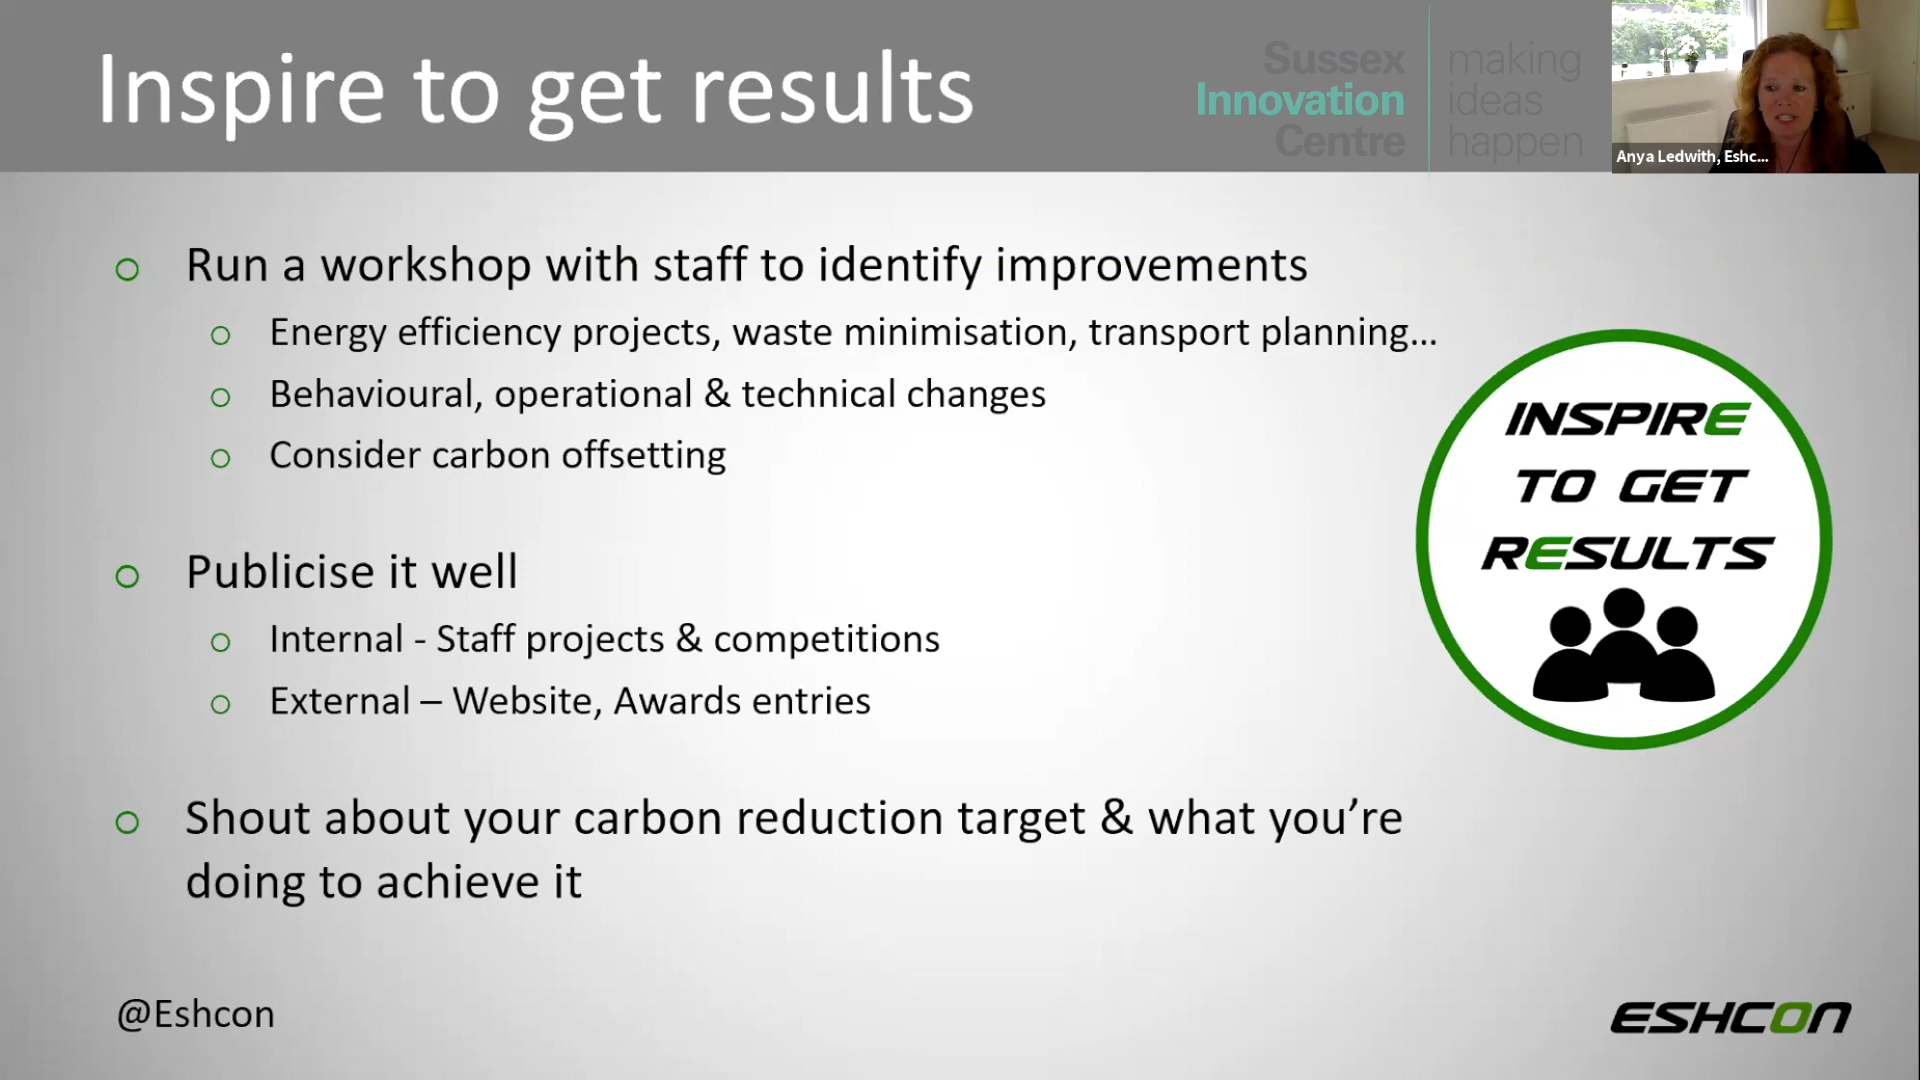 Inspire to get results
Sussex
Innovation
Centre
making
ideas
happen
Anya Ledwith, Eshc...
Run a workshop with staff to identify improvements
Energy efficiency projects, waste minimisation, transport planning...
Behavioural, operational & technical changes
Consider carbon offsetting
Publicise it well
Internal - Staff projects & competitions
External – Website, Awards entries
Shout about your carbon reduction target & what you’re
doing to achieve it
INSPIRE
TO GET
RESULTS
@Eshcon
ESHCON